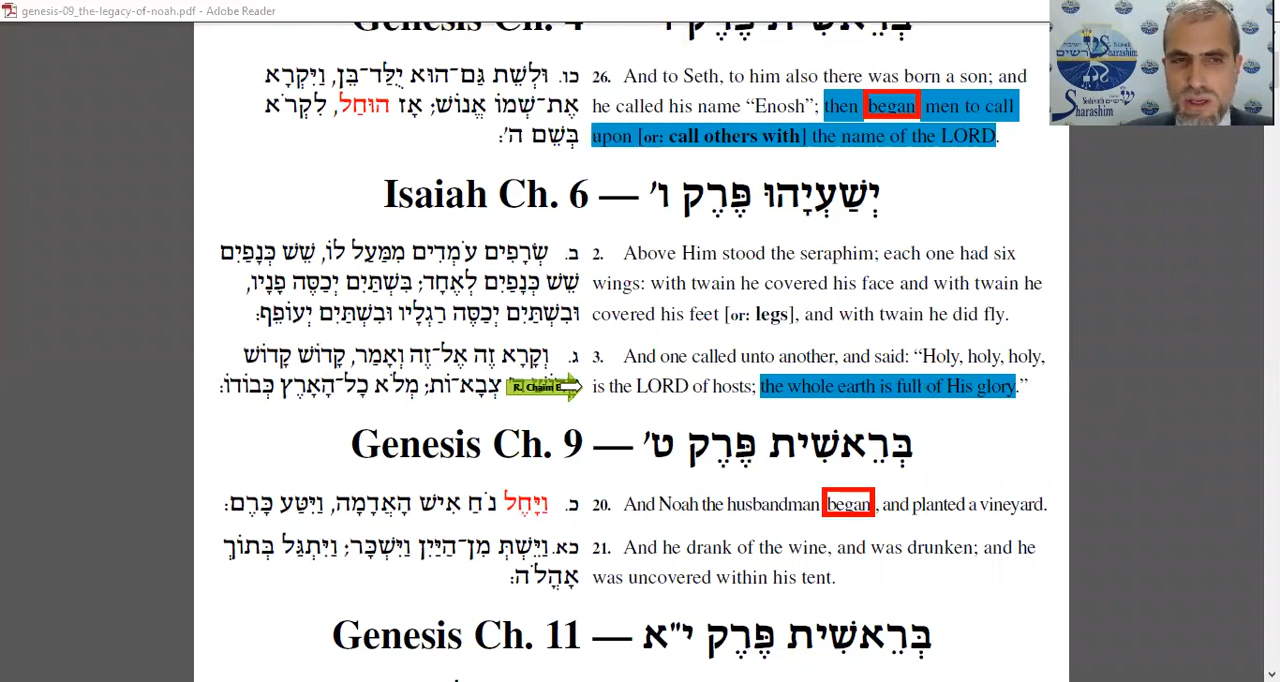 genesis-09_the-legacy-of-noah.pdf - Adobe Reader
Genesis Ch. 4 — בְּרֵאשִׁית פֶּרֶק ד׳
26. And to Seth, to him also there was born a son; and
he called his name “Enosh”; then began men to call
upon [or: call others with] the name of the LORD.
כו. וּלְשֵׁת גַּם־הוּא יֻלַּד־בֵּן, וַיִּקְרָא
אֶת־שְׁמוֹ אֱנוֹשׁ; אָז הוּחַל, לִקְרֹא
בְּשֵׁם ה׳:
Isaiah Ch. 6 — יְשַׁעְיָהוּ פֶּרֶק ו׳
2. Above Him stood the seraphim; each one had six
wings: with twain he covered his face and with twain he
covered his feet [or: legs], and with twain he did fly.
ב. שְׂרָפִים עֹמְדִים מִמַּעַל לוֹ, שֵׁשׁ כְּנָפַיִם
שֵׁשׁ כְּנָפַיִם לְאֶחָד; בִּשְׁתַּיִם יְכַסֶּה פָנָיו,
וּבִשְׁתַּיִם יְכַסֶּה רַגְלָיו וּבִשְׁתַּיִם יְעוֹפֵף:
3. And one called unto another, and said: “Holy, holy, holy,
is the LORD of hosts; the whole earth is full of His glory.”
ג. וְקָרָא זֶה אֶל־זֶה וְאָמַר, קָדוֹשׁ קָדוֹשׁ
צְבָא־וֹת; מְלֹא כָל־הָאָרֶץ כְּבוֹדוֹ:
R. Chaim E
Genesis Ch. 9 — בְּרֵאשִׁית פֶּרֶק ט׳
20. And Noah the husbandman began, and planted a vineyard.
כ. וַיָּחֶל נֹחַ אִישׁ הָאֲדָמָה, וַיִּטַּע כָּרֶם:
21. And he drank of the wine, and was drunken; and he
was uncovered within his tent.
כא. וַיֵּשְׁתְּ מִן־הַיַּיִן וַיִּשְׁכָּר; וַיִּתְגַּל בְּתוֹךְ
אָהֳלֹה:
Genesis Ch. 11 — בְּרֵאשִׁית פֶּרֶק י״א
Sharashim